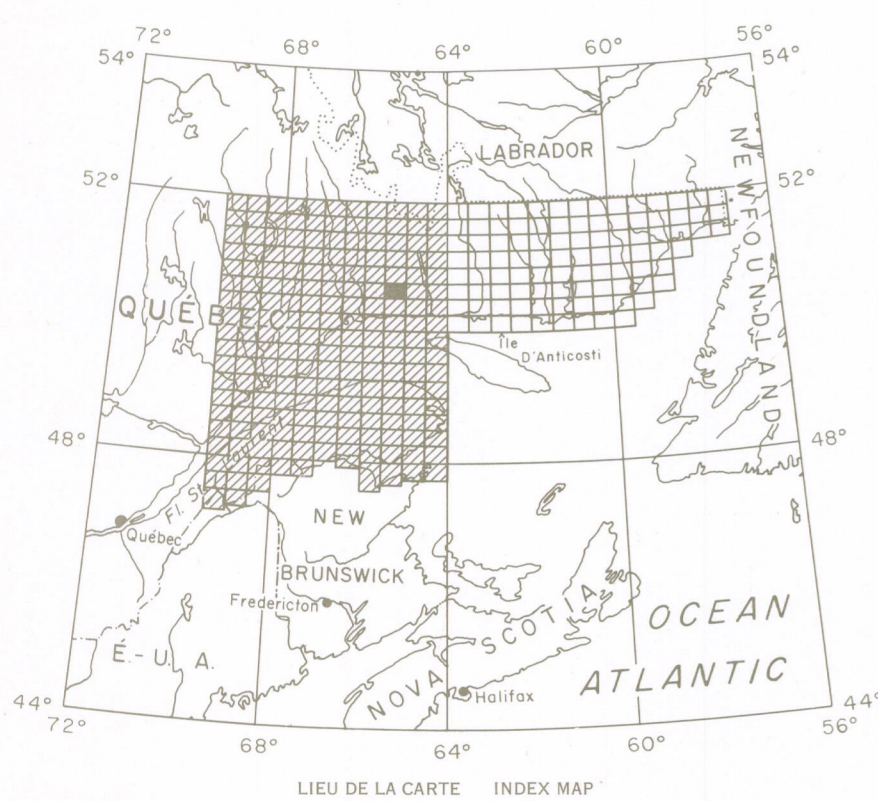 72° 68° 64° 60° 56°
54° 54°
LABRADOR
52° 52°
NEWFOUNDLAND
QUÉBEC
Île
D'Anticosti
48° 48°
Fl. St. Laurent
Québec
NEW
BRUNSWICK
Fredericton
NOVA SCOTIA
OCEAN
ATLANTIC
É.-U. A.
Halifax
44° 44°
72° 68° 64° 60° 56°
LIEU DE LA CARTE INDEX MAP